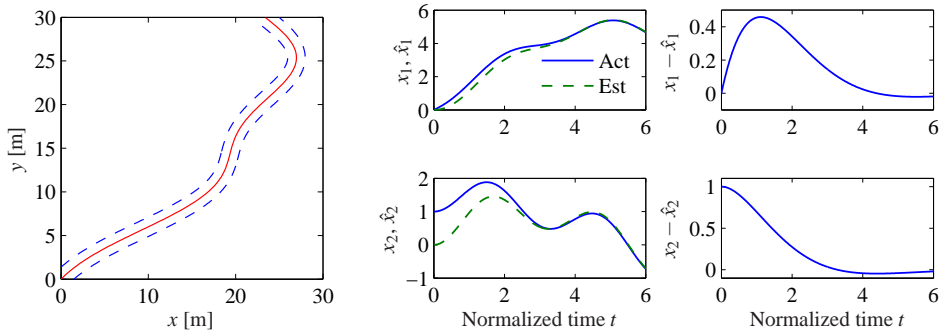 30
25
20
15
10
5
0
y [m]
0 10 20 30
x [m]
6
4
2
0
x₁, x̂₁
Act
Est
0 2 4 6
0.4
0.2
0
x₁ − x̂₁
0 2 4 6
2
1
0
−1
x₂, x̂₂
0 2 4 6
Normalized time t
1
0.5
0
x₂ − x̂₂
0 2 4 6
Normalized time t